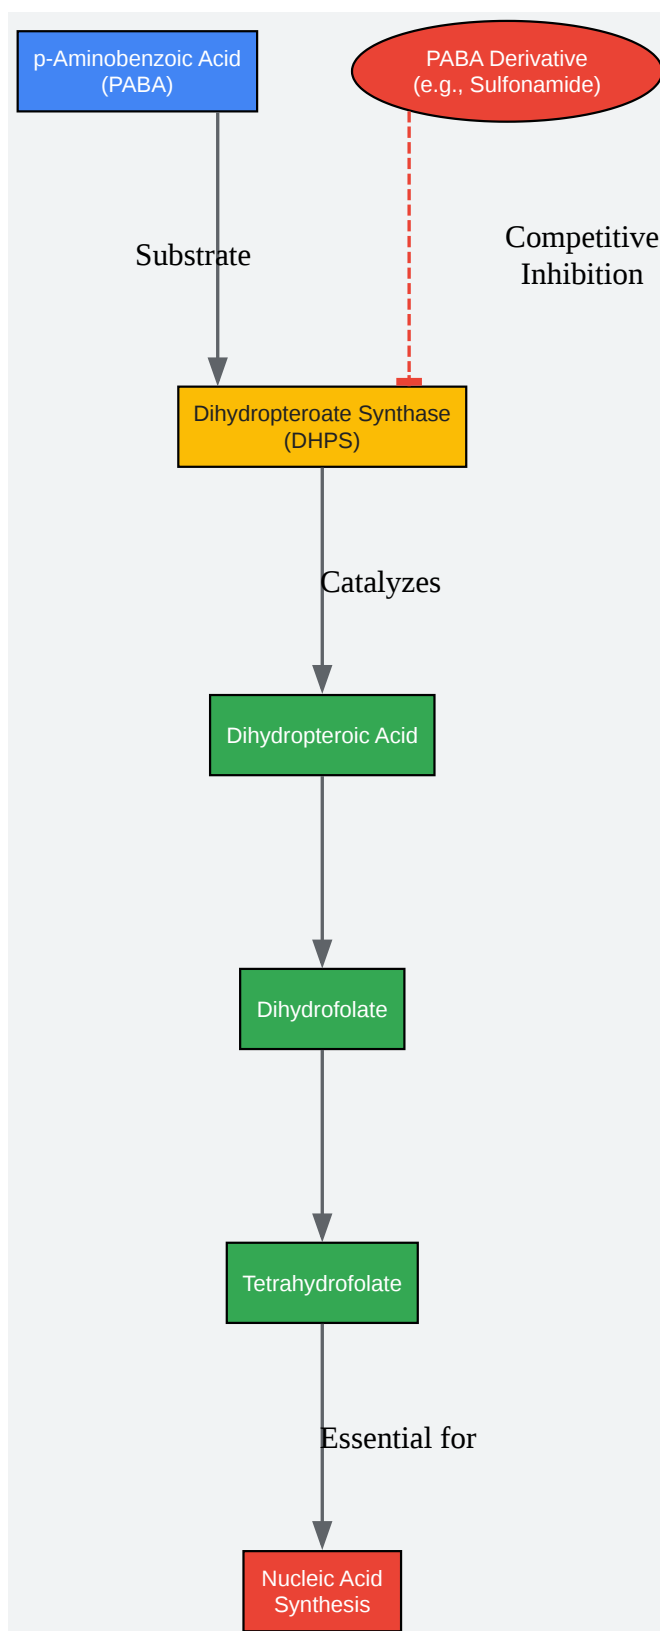 p-Aminobenzoic Acid
(PABA)
PABA Derivative
(e.g., Sulfonamide)
Substrate
Competitive
Inhibition
Dihydropteroate Synthase
(DHPS)
Catalyzes
Dihydropteroic Acid
Dihydrofolate
Tetrahydrofolate
Essential for
Nucleic Acid
Synthesis